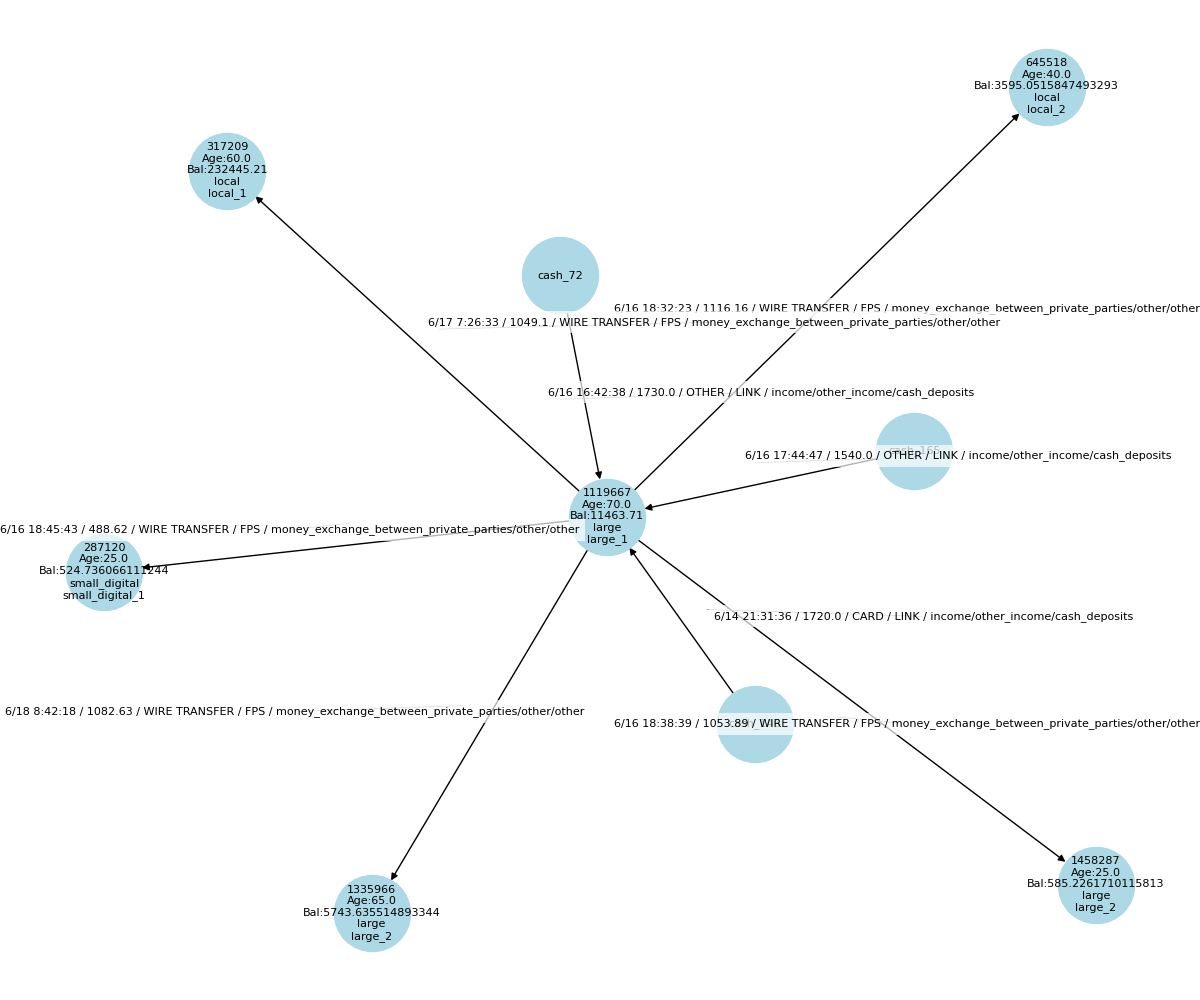 645518
Age:40.0
Bal:3595.0515847493293
local
local_2
317209
Age:60.0
Bal:232445.21
local
local_1
cash_72
6/16 18:32:23 / 1116.16 / WIRE TRANSFER / FPS / money_exchange_between_private_parties/other/other
6/17 7:26:33 / 1049.1 / WIRE TRANSFER / FPS / money_exchange_between_private_parties/other/other
6/16 16:42:38 / 1730.0 / OTHER / LINK / income/other_income/cash_deposits
6/16 17:44:47 / 1540.0 / OTHER / LINK / income/other_income/cash_deposits
1119667
Age:70.0
Bal:11463.71
large
large_1
6/16 18:45:43 / 488.62 / WIRE TRANSFER / FPS / money_exchange_between_private_parties/other/other
287120
Age:25.0
Bal:524.736066111244
small_digital
small_digital_1
6/14 21:31:36 / 1720.0 / CARD / LINK / income/other_income/cash_deposits
6/18 8:42:18 / 1082.63 / WIRE TRANSFER / FPS / money_exchange_between_private_parties/other/other
6/16 18:38:39 / 1053.89 / WIRE TRANSFER / FPS / money_exchange_between_private_parties/other/other
1458287
Age:25.0
Bal:585.2261710115813
large
large_2
1335966
Age:65.0
Bal:5743.635514893344
large
large_2